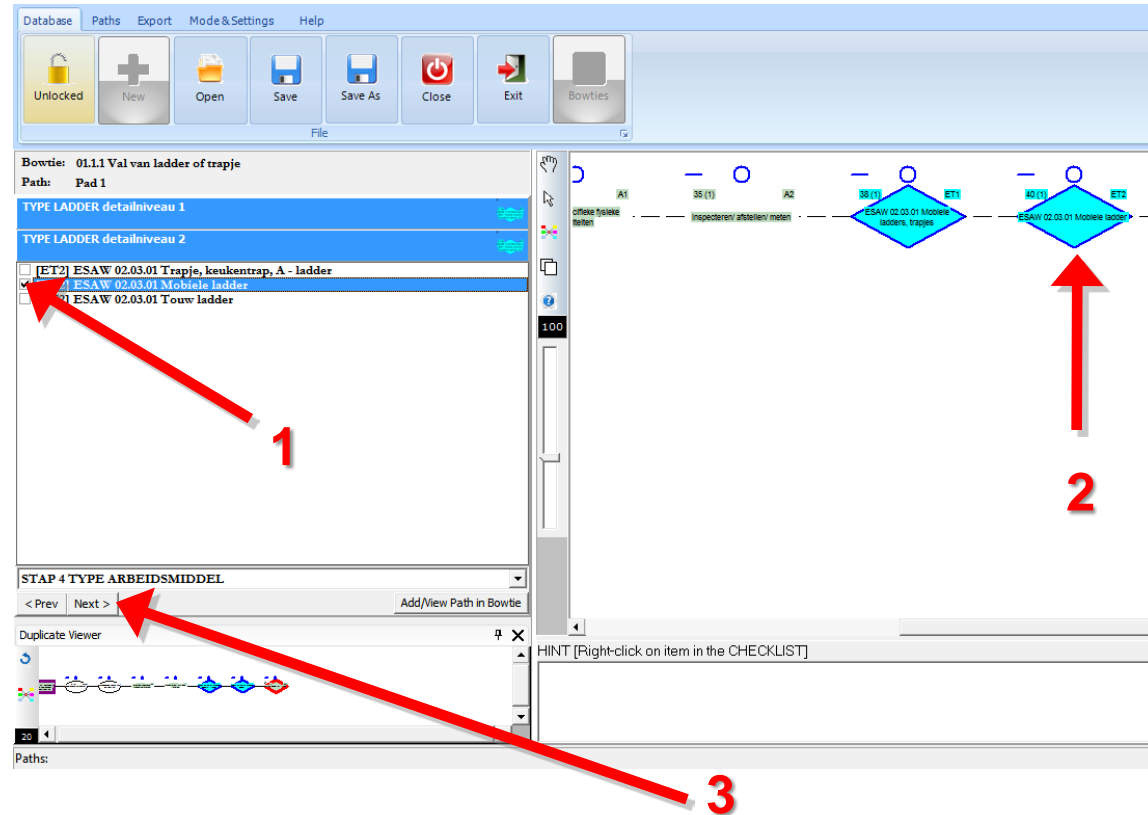 Database Paths Export Mode & Settings Help
Unlocked New Open Save Save As Close Exit Bowties
File
Bowtie: 01.1.1 Val van ladder of trapje
Path: Pad 1
TYPE LADDER detailniveau 1
TYPE LADDER detailniveau 2
[ET2] ESAW 02.03.01 Trapje, keukentrap, A - ladder
ESAW 02.03.01 Mobiele ladder
ESAW 02.03.01 Touw ladder
1
STAP 4 TYPE ARBEIDSMIDDEL
< Prev Next > Add/View Path in Bowtie
Duplicate Viewer
20
Paths:
100
A1 35 (1) A2 38 (1) ET1 40 (1) ET2
cifieke fysieke
iteiten
Inspecteren/ afstellen/ meten
ESAW 02.03.01 Mobiele
ladders, trapjes
ESAW 02.03.01 Mobiele ladder
2
HINT [Right-click on item in the CHECKLIST]
3